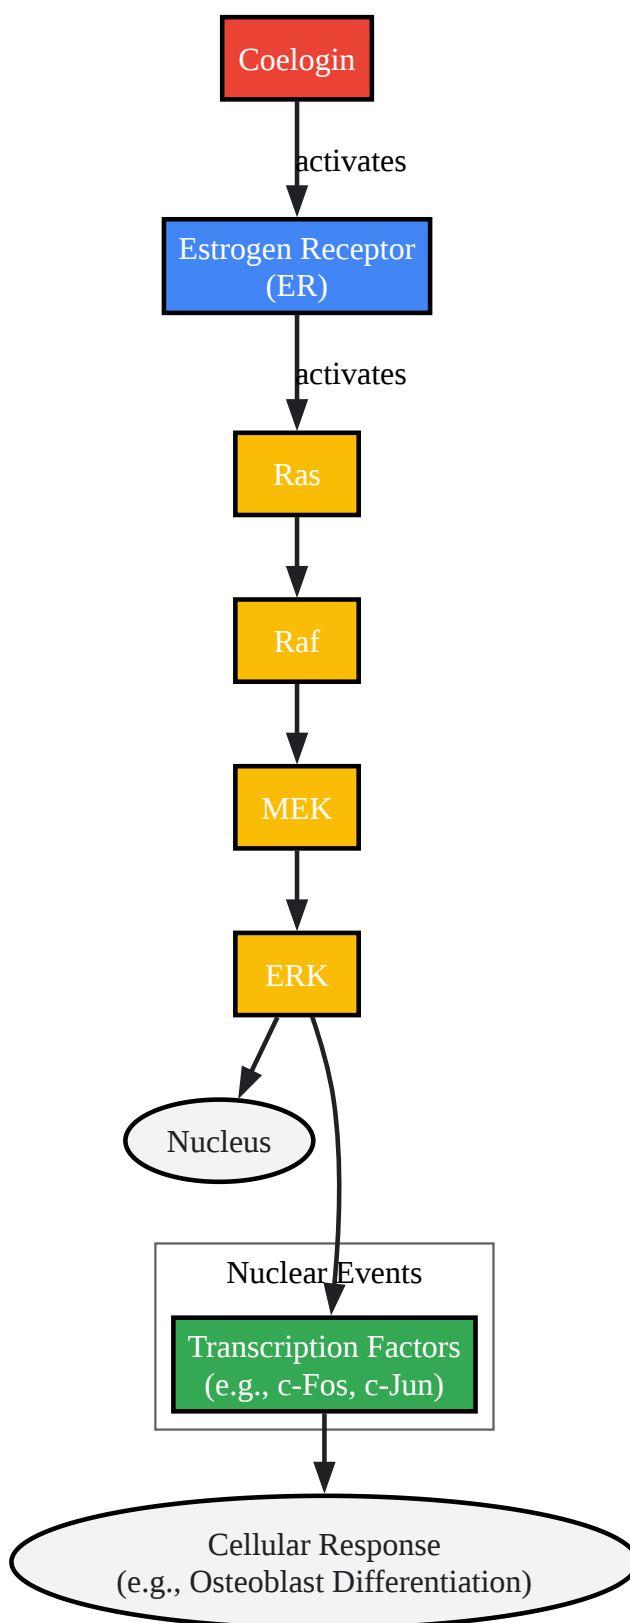 Coelogin
activates
Estrogen Receptor
(ER)
activates
Ras
Raf
MEK
ERK
Nucleus
Nuclear Events
Transcription Factors
(e.g., c-Fos, c-Jun)
Cellular Response
(e.g., Osteoblast Differentiation)